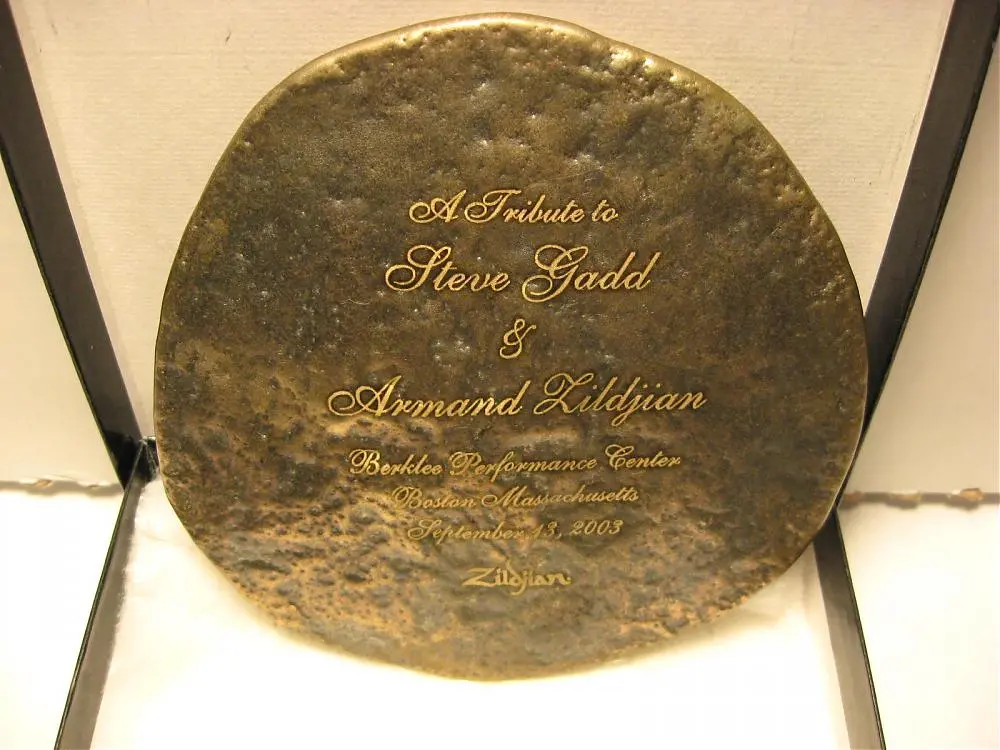 A Tribute to
Steve Gadd
&
Armand Zildjian
Berklee Performance Center
Boston Massachusetts
September 13, 2003
Zildjian